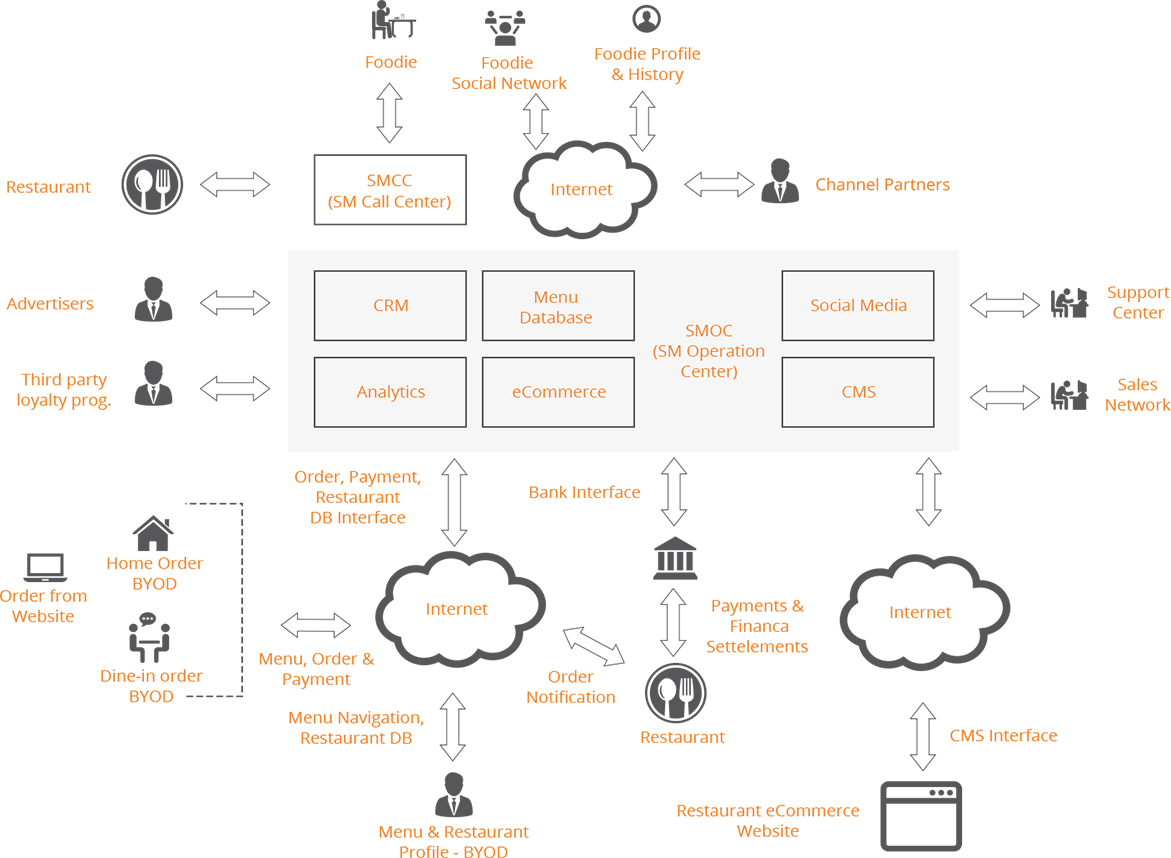 Foodie
Foodie
Social Network
Foodie Profile
& History
Restaurant
SMCC
(SM Call Center)
Internet
Channel Partners
Advertisers
CRM
Menu
Database
SMOC
(SM Operation
Center)
Social Media
Support
Center
Third party
loyalty prog.
Analytics
eCommerce
CMS
Sales
Network
Order, Payment,
Restaurant
DB Interface
Bank Interface
Home Order
BYOD
Order from
Website
Dine-in order
BYOD
Internet
Menu, Order &
Payment
Payments &
Financa
Settelements
Internet
Order
Notification
Menu Navigation,
Restaurant DB
Restaurant
CMS Interface
Menu & Restaurant
Profile - BYOD
Restaurant eCommerce
Website